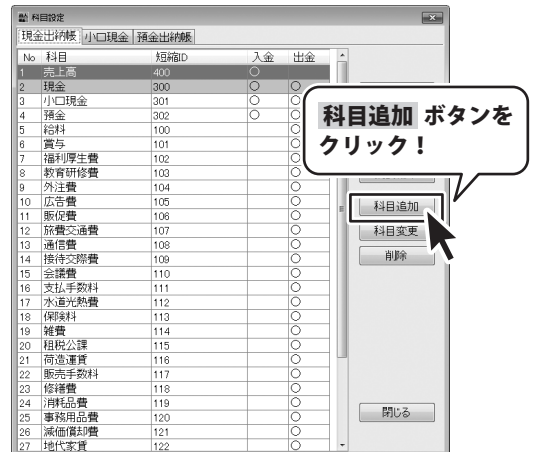 科目設定
現金出納帳 小口現金 預金出納帳
No 科目 短縮ID 入金 出金
1 売上高 400 ○
2 現金 300 ○ ○
3 小口現金 301 ○ ○
4 預金 302 ○ ○
5 給料 100 ○
6 賞与 101 ○
7 福利厚生費 102 ○
8 教育研修費 103 ○
9 外注費 104 ○
10 広告費 105 ○
11 販促費 106 ○
12 旅費交通費 107 ○
13 通信費 108 ○
14 接待交際費 109 ○
15 会議費 110 ○
16 支払手数料 111 ○
17 水道光熱費 112 ○
18 保険料 113 ○
19 雑費 114 ○
20 租税公課 115 ○
21 荷造運賃 116 ○
22 販売手数料 117 ○
23 修繕費 118 ○
24 消耗品費 119 ○
25 事務用品費 120 ○
26 減価償却費 121 ○
27 地代家賃 122 ○
科目追加 ボタンを
クリック！
科目追加
科目変更
削除
閉じる